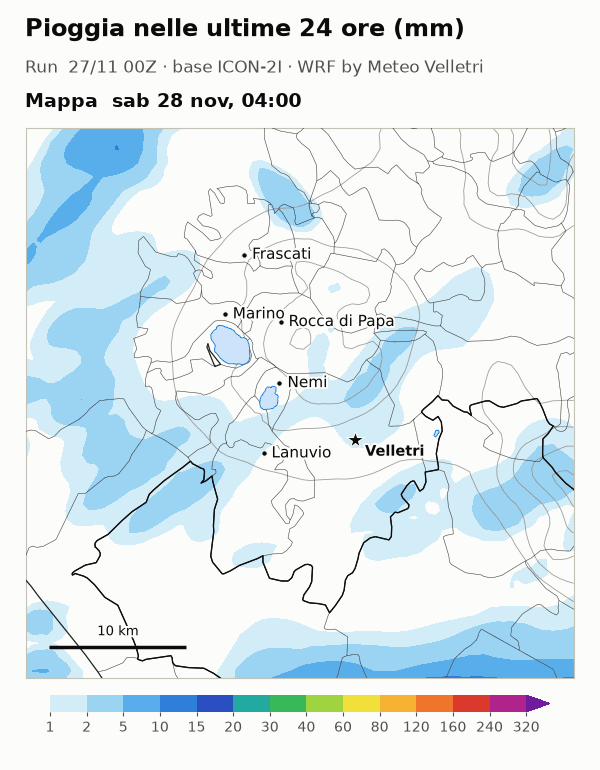 Pioggia nelle ultime 24 ore (mm)
Run 27/11 00Z · base ICON-2I · WRF by Meteo Velletri
Mappa sab 28 nov, 04:00
Frascati
Marino
Rocca di Papa
Nemi
Velletri
Lanuvio
10 km
1 2 5 10 15 20 30 40 60 80 120 160 240 320